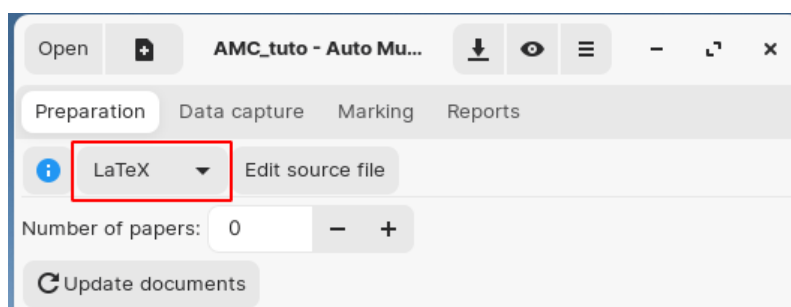 Open AMC_tuto - Auto Mu...
Preparation Data capture Marking Reports
LaTeX Edit source file
Number of papers: 0
Update documents